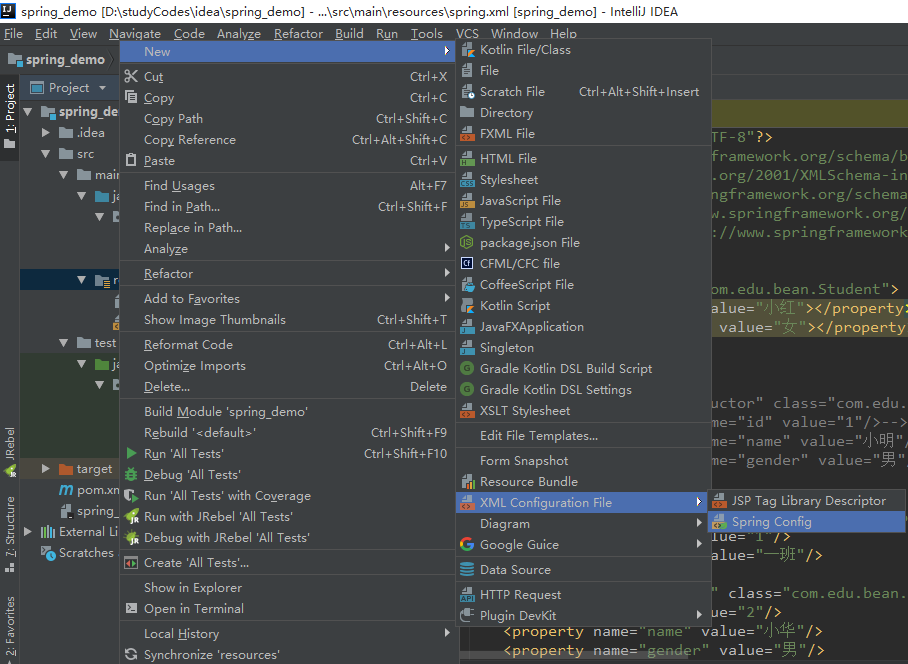 spring_demo [D:\studyCodes\idea\spring_demo] - ...\src\main\resources\spring.xml [spring_demo] - IntelliJ IDEA
File Edit View Navigate Code Analyze Refactor Build Run Tools VCS Window Help
spring_demo
1: Project
Project
spring_de
.idea
src
main
ja
re
test
ja
target
pom.xm
spring_
External Li
Scratches
JRebel
7: Structure
2: Favorites
New
Cut Ctrl+X
Copy Ctrl+C
Copy Path Ctrl+Shift+C
Copy Reference Ctrl+Alt+Shift+C
Paste Ctrl+V
Find Usages Alt+F7
Find in Path... Ctrl+Shift+F
Replace in Path...
Analyze
Refactor
Add to Favorites
Show Image Thumbnails Ctrl+Shift+T
Reformat Code Ctrl+Alt+L
Optimize Imports Ctrl+Alt+O
Delete... Delete
Build Module 'spring_demo'
Rebuild '<default>' Ctrl+Shift+F9
Run 'All Tests' Ctrl+Shift+F10
Debug 'All Tests'
Run 'All Tests' with Coverage
Run with JRebel 'All Tests'
Debug with JRebel 'All Tests'
Create 'All Tests'...
Show in Explorer
Open in Terminal
Local History
Synchronize 'resources'
Kotlin File/Class
File
Scratch File Ctrl+Alt+Shift+Insert
Directory
FXML File
HTML File
Stylesheet
JavaScript File
TypeScript File
package.json File
CFML/CFC file
CoffeeScript File
Kotlin Script
JavaFXApplication
Singleton
Gradle Kotlin DSL Build Script
Gradle Kotlin DSL Settings
XSLT Stylesheet
Edit File Templates...
Form Snapshot
Resource Bundle
XML Configuration File
Diagram
Google Guice
Data Source
HTTP Request
Plugin DevKit
JSP Tag Library Descriptor
Spring Config
TF-8"?>
framework.org/schema/b
.org/2001/XMLSchema-in
ngframework.org/schema
w.springframework.org/
://www.springframework
om.edu.bean.Student">
alue="小红"></property>
value="女"></property
uctor" class="com.edu.
ame="id" value="1"/>-->
ame="name" value="小明"/
me="gender" value="男"/
lue="1"/>
value="一班"/>
" class="com.edu.bean.
ue="2"/>
<property name="name" value="小华"/>
<property name="gender" value="男"/>